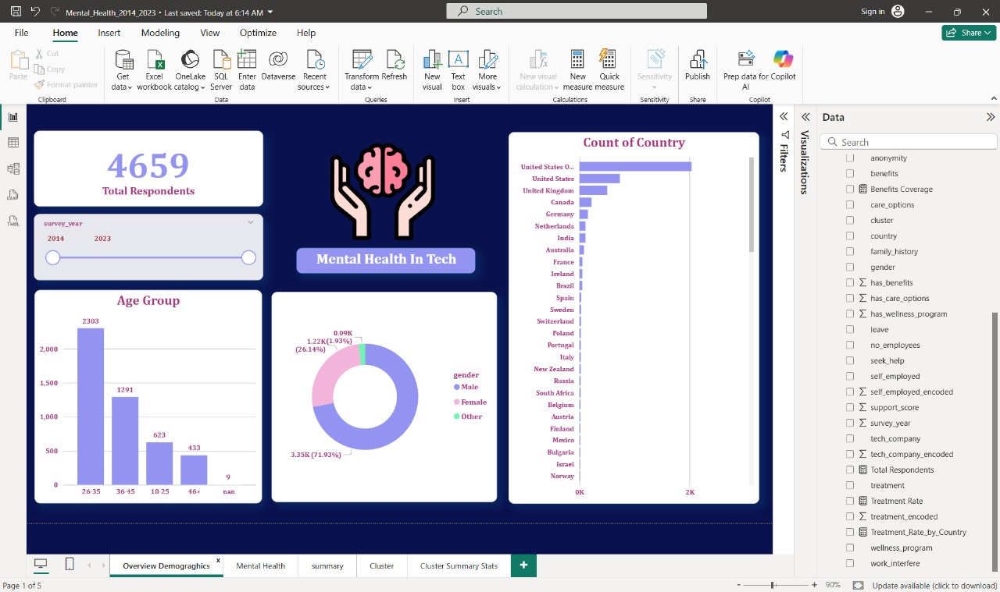 Mental_Health_2014_2023 • Last saved: Today at 6:14 AM
Search
Sign in
File Home Insert Modeling View Optimize Help
Share
Paste
Cut
Copy
Format painter
Clipboard
Get data
Excel workbook
OneLake catalog
SQL Server
Enter data
Dataverse
Recent sources
Data
Transform data
Refresh
Queries
New visual
Text box
More visuals
Insert
New visual calculation
New measure
Quick measure
Calculations
Sensitivity
Sensitivity
Publish
Share
Prep data for AI
Copilot
Copilot
4659
Total Respondents
survey_year
2014 2023
Mental Health In Tech
Age Group
2303
1291
623
433
9
2,000
1,500
1,000
500
0
26-35 36-45 18-25 46+ nan
0.09K
(1.93%)
1.22K
(26.14%)
3.35K (71.93%)
gender
Male
Female
Other
Count of Country
United States O...
United States
United Kingdom
Canada
Germany
Netherlands
India
Australia
France
Ireland
Brazil
Spain
Sweden
Switzerland
Poland
Portugal
Italy
New Zealand
Russia
South Africa
Belgium
Austria
Finland
Mexico
Bulgaria
Israel
Norway
0K 2K
Filters
Visualizations
Data
Search
anonymity
benefits
Benefits Coverage
care_options
cluster
country
family_history
gender
has_benefits
has_care_options
has_wellness_program
leave
no_employees
seek_help
self_employed
self_employed_encoded
support_score
survey_year
tech_company
tech_company_encoded
Total Respondents
treatment
Treatment Rate
treatment_encoded
Treatment_Rate_by_Country
wellness_program
work_interfere
Overview Demograghics x
Mental Health
summary
Cluster
Cluster Summary Stats
+
Page 1 of 5
- + 90%
Update available (click to download)